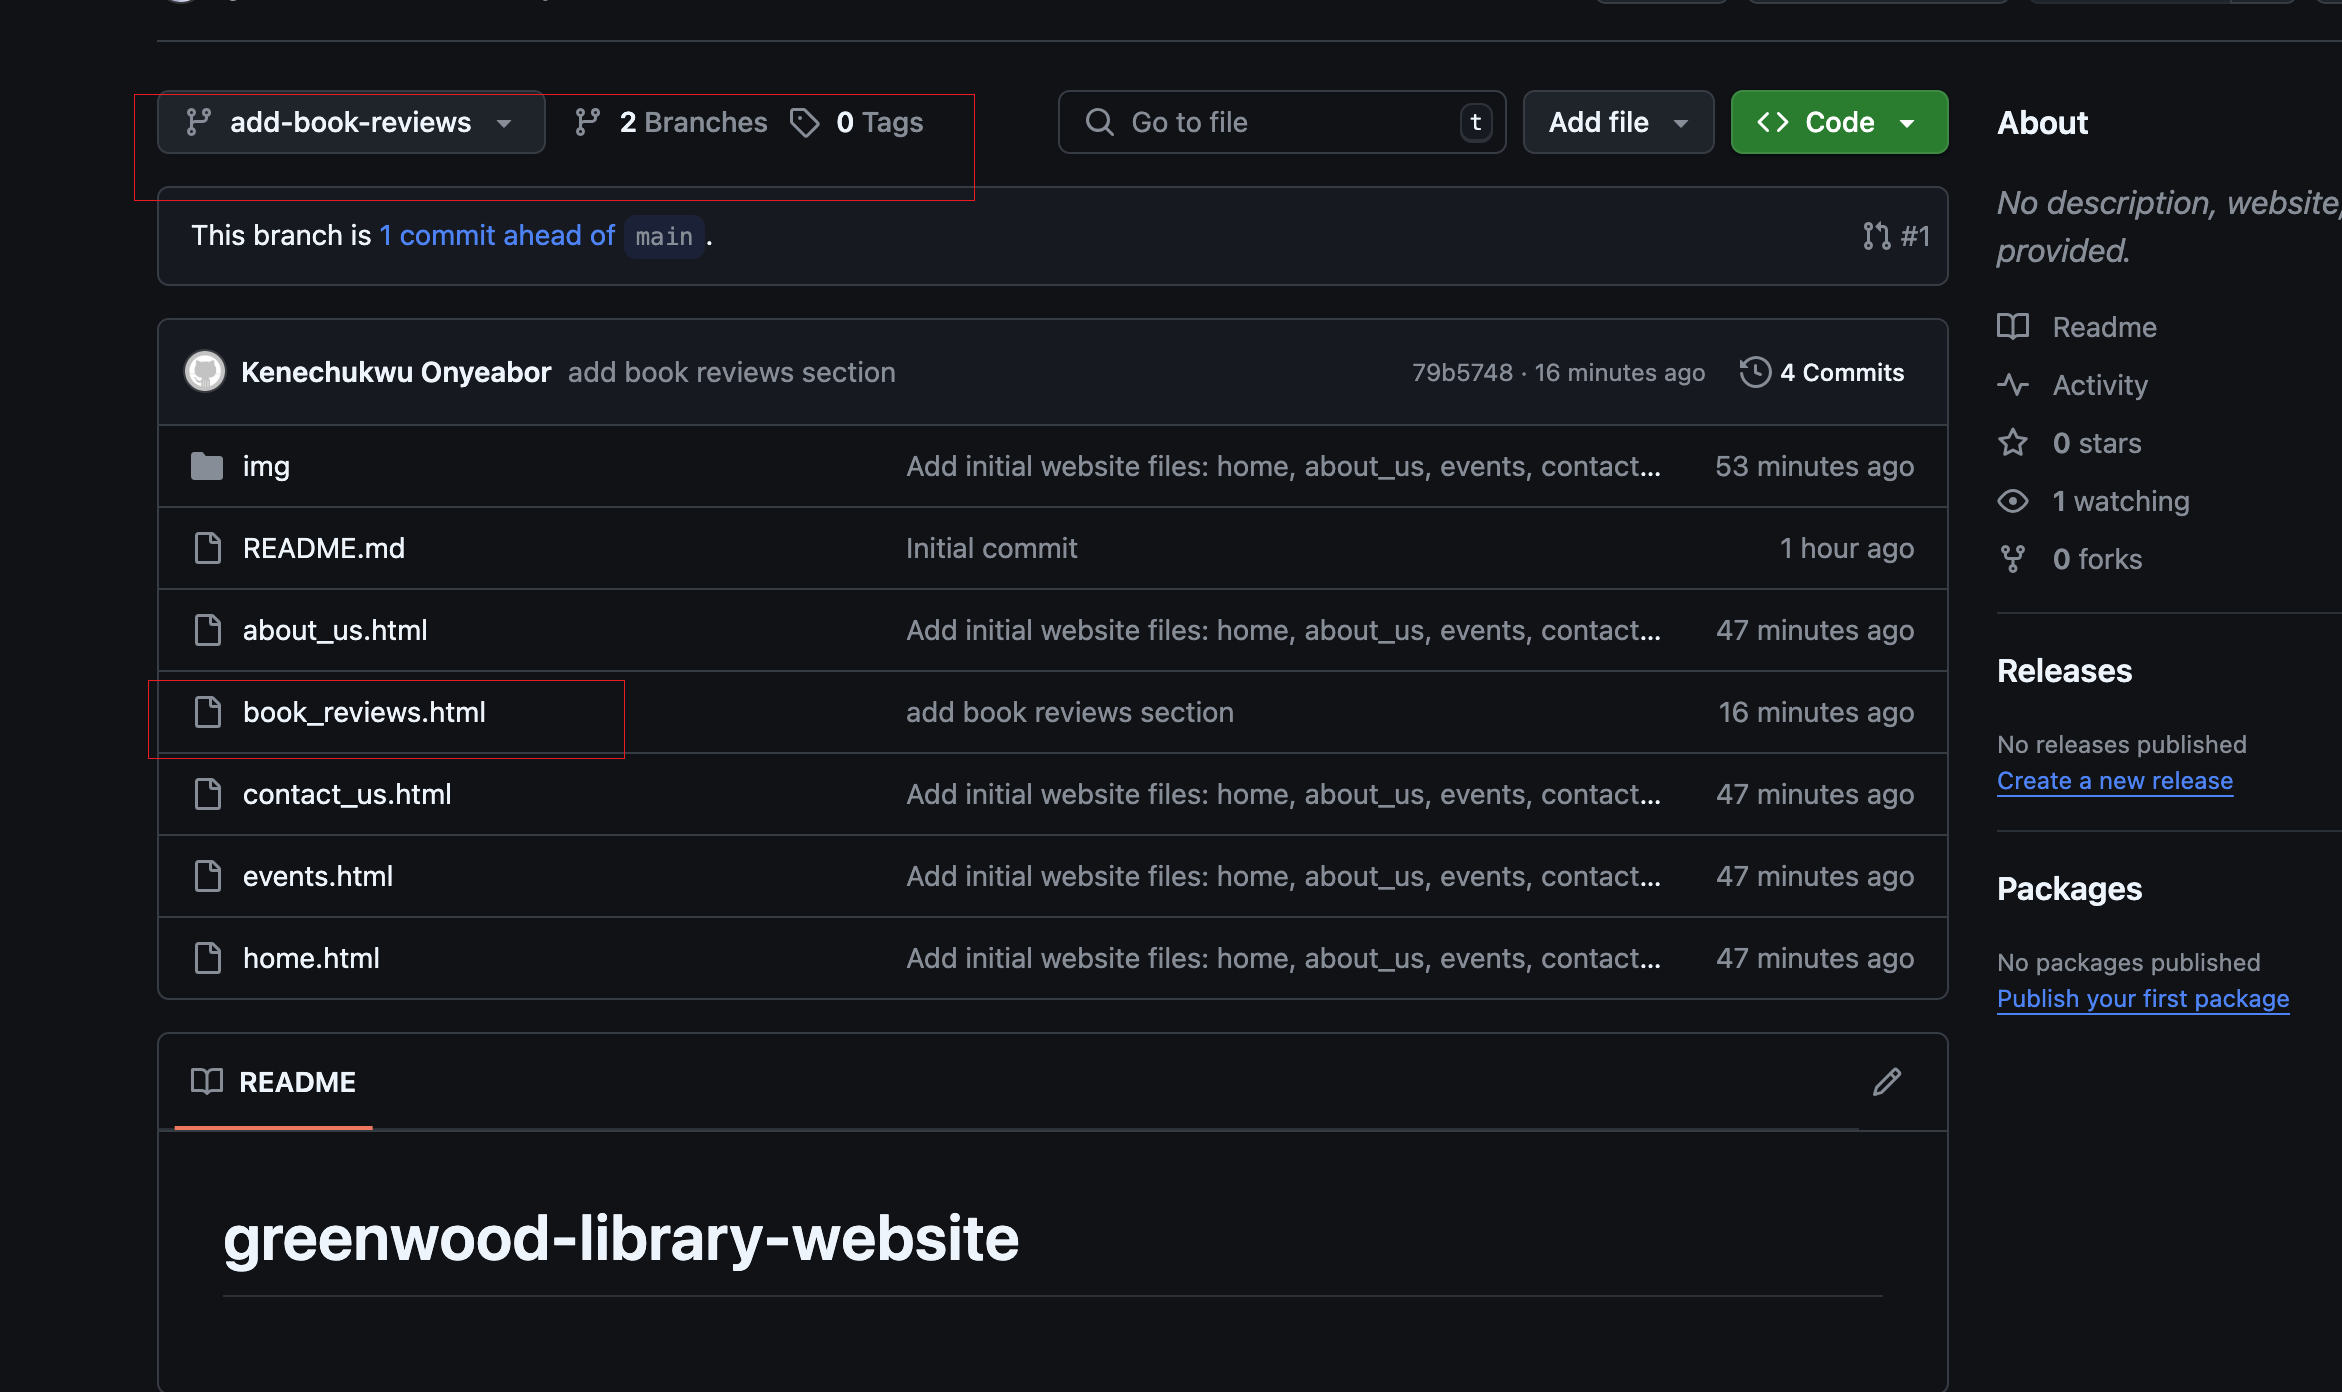 add-book-reviews
2 Branches
0 Tags
Go to file
t
Add file
Code
This branch is 1 commit ahead of main .
#1
Kenechukwu Onyeabor add book reviews section
79b5748 · 16 minutes ago
4 Commits
img
Add initial website files: home, about_us, events, contact...
53 minutes ago
README.md
Initial commit
1 hour ago
about_us.html
Add initial website files: home, about_us, events, contact...
47 minutes ago
book_reviews.html
add book reviews section
16 minutes ago
contact_us.html
Add initial website files: home, about_us, events, contact...
47 minutes ago
events.html
Add initial website files: home, about_us, events, contact...
47 minutes ago
home.html
Add initial website files: home, about_us, events, contact...
47 minutes ago
README
greenwood-library-website
About
No description, website,
provided.
Readme
Activity
0 stars
1 watching
0 forks
Releases
No releases published
Create a new release
Packages
No packages published
Publish your first package